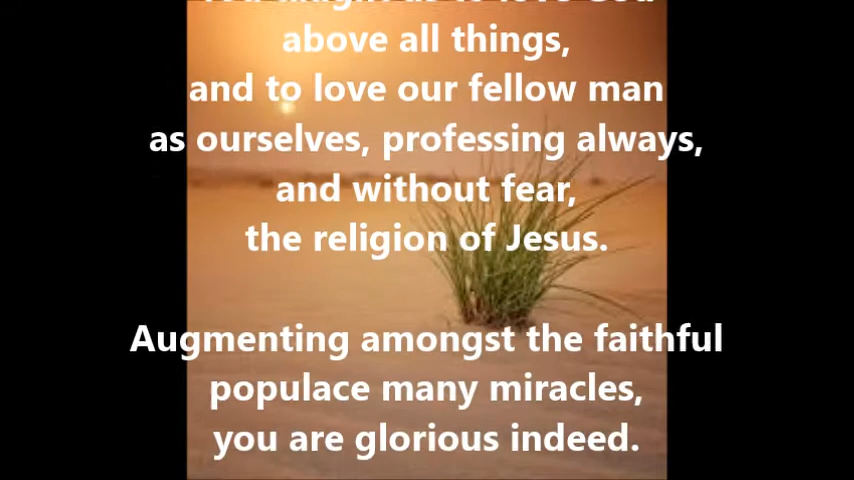 above all things,
and to love our fellow man
as ourselves, professing always,
and without fear,
the religion of Jesus.
Augmenting amongst the faithful
populace many miracles,
you are glorious indeed.